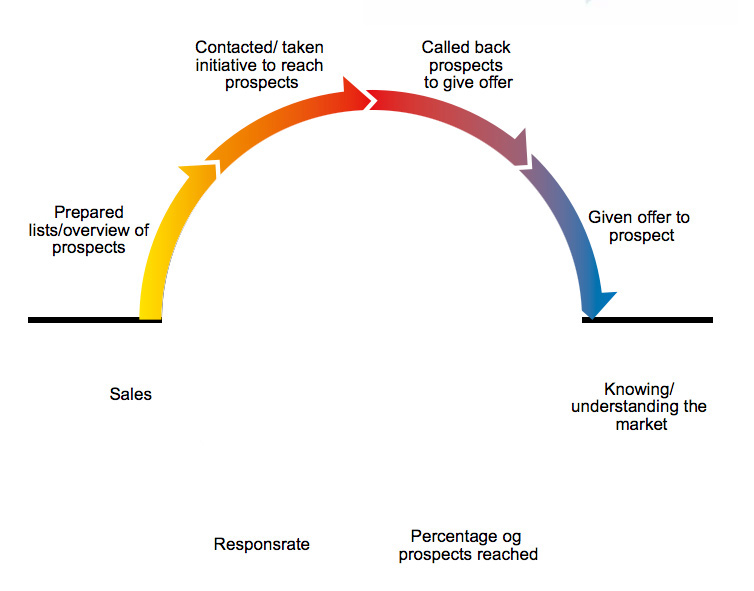 Contacted/ taken
initiative to reach
prospects
Called back
prospects
to give offer
Prepared
lists/overview of
prospects
Given offer to
prospect
Sales
Knowing/
understanding the
market
Responsrate
Percentage og
prospects reached